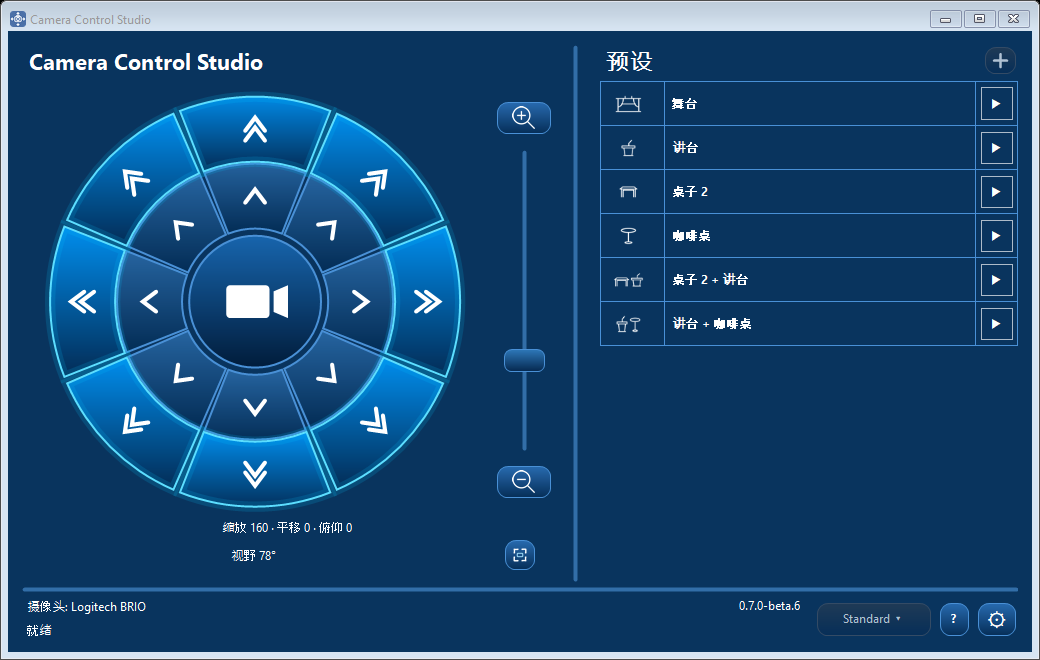 Camera Control Studio
Camera Control Studio
缩放 160 · 平移 0 · 俯仰 0
视野 78°
预设
舞台
讲台
桌子 2
咖啡桌
桌子 2 + 讲台
讲台 + 咖啡桌
摄像头: Logitech BRIO
就绪
0.7.0-beta.6
Standard
?